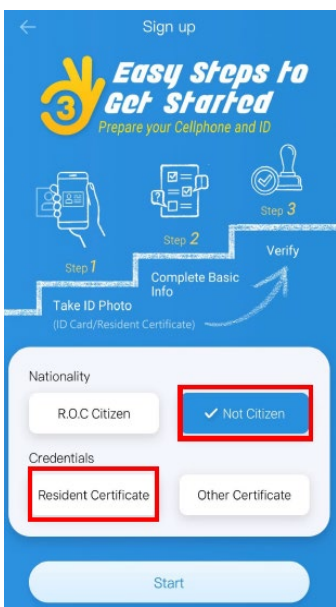 Sign up
3 Easy Steps to
Get Started
Prepare your Cellphone and ID
Step 1
Take ID Photo
(ID Card/Resident Certificate)
Step 2
Complete Basic
Info
Step 3
Verify
Nationality
R.O.C Citizen
✓ Not Citizen
Credentials
Resident Certificate
Other Certificate
Start